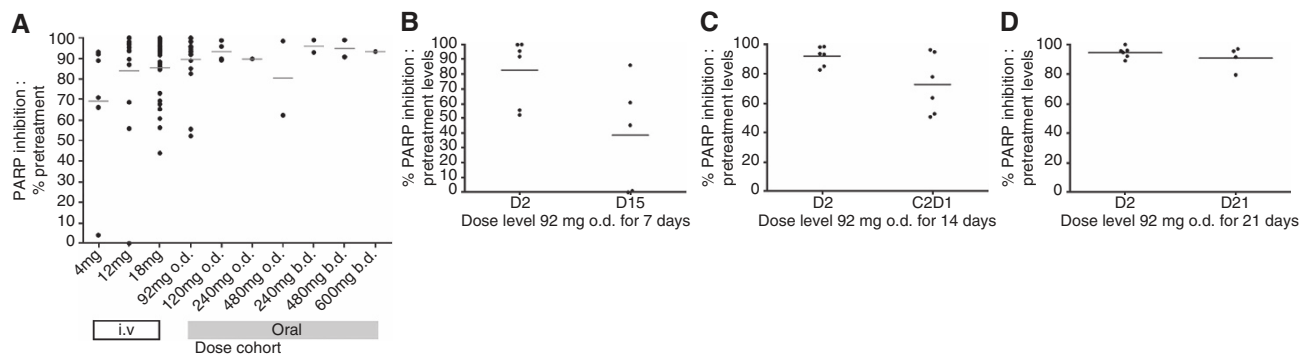 A
PARP inhibition :
% pretreatment
100
90
80
70
60
50
40
30
20
10
0
4mg
12mg
18mg
92mg o.d.
120mg o.d.
240mg o.d.
480mg o.d.
240mg b.d.
480mg b.d.
600mg b.d.
i.v
Oral
Dose cohort
B
% PARP inhibition :
pretreatment levels
100
90
80
70
60
50
40
30
20
10
0
D2
D15
Dose level 92 mg o.d. for 7 days
C
% PARP inhibition :
pretreatment levels
100
80
60
40
20
0
D2
C2D1
Dose level 92 mg o.d. for 14 days
D
% PARP inhibition :
pretreatment levels
100
80
60
40
20
0
D2
D21
Dose level 92 mg o.d. for 21 days